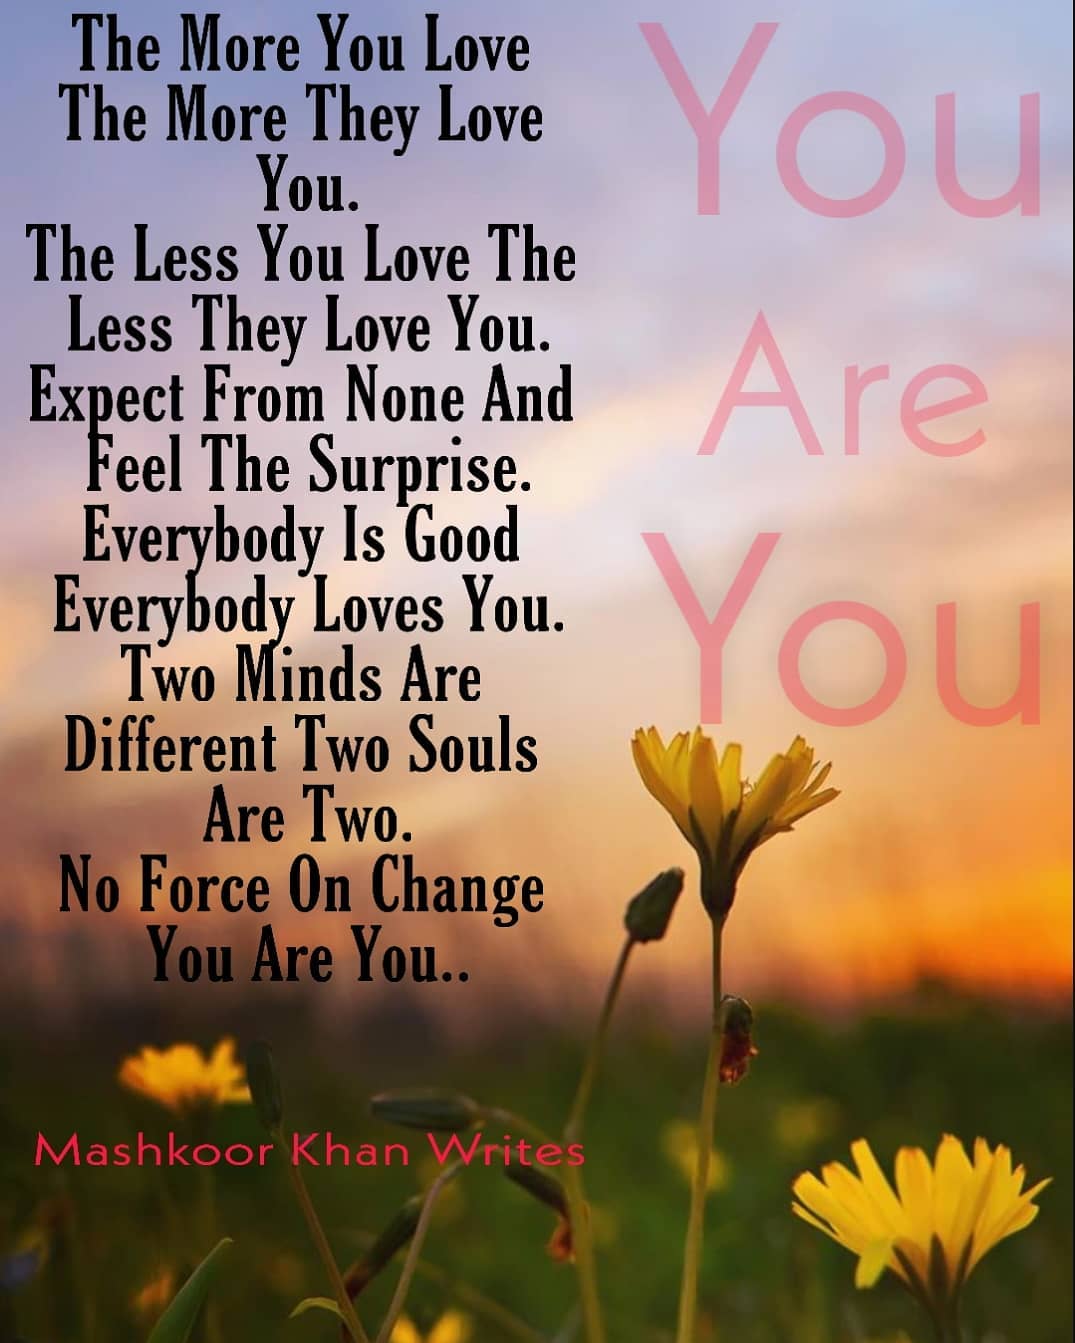 The More You Love
The More They Love
You.
The Less You Love The
Less They Love You.
Expect From None And
Feel The Surprise.
Everybody Is Good
Everybody Loves You.
Two Minds Are
Different Two Souls
Are Two.
No Force On Change
You Are You..
You
Are
You
Mashkoor Khan Writes